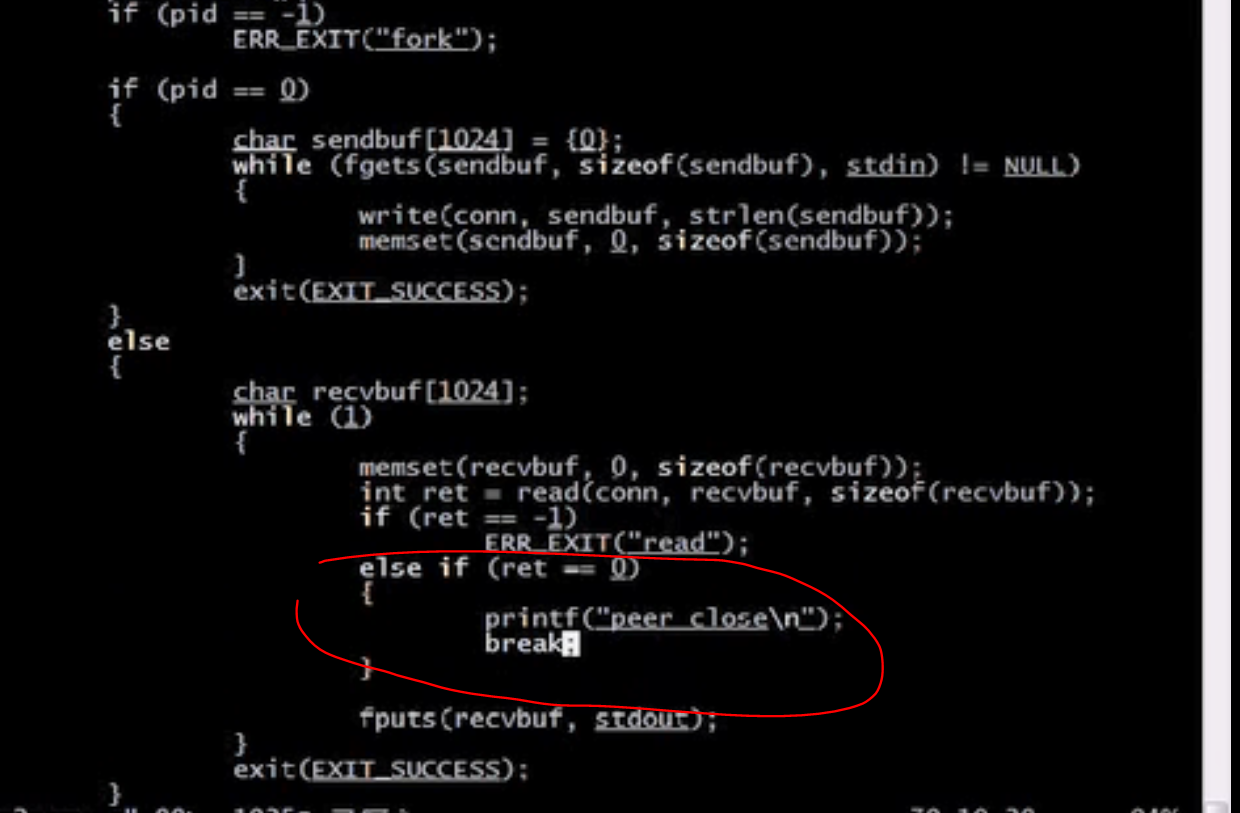 if (pid == -1)
ERR_EXIT("fork");
if (pid == 0)
{
char sendbuf[1024] = {0};
while (fgets(sendbuf, sizeof(sendbuf), stdin) != NULL)
{
write(conn, sendbuf, strlen(sendbuf));
memset(sendbuf, 0, sizeof(sendbuf));
}
exit(EXIT_SUCCESS);
}
else
{
char recvbuf[1024];
while (1)
{
memset(recvbuf, 0, sizeof(recvbuf));
int ret = read(conn, recvbuf, sizeof(recvbuf));
if (ret == -1)
ERR_EXIT("read");
else if (ret == 0)
{
printf("peer close\n");
break;
}
fputs(recvbuf, stdout);
}
exit(EXIT_SUCCESS);
}